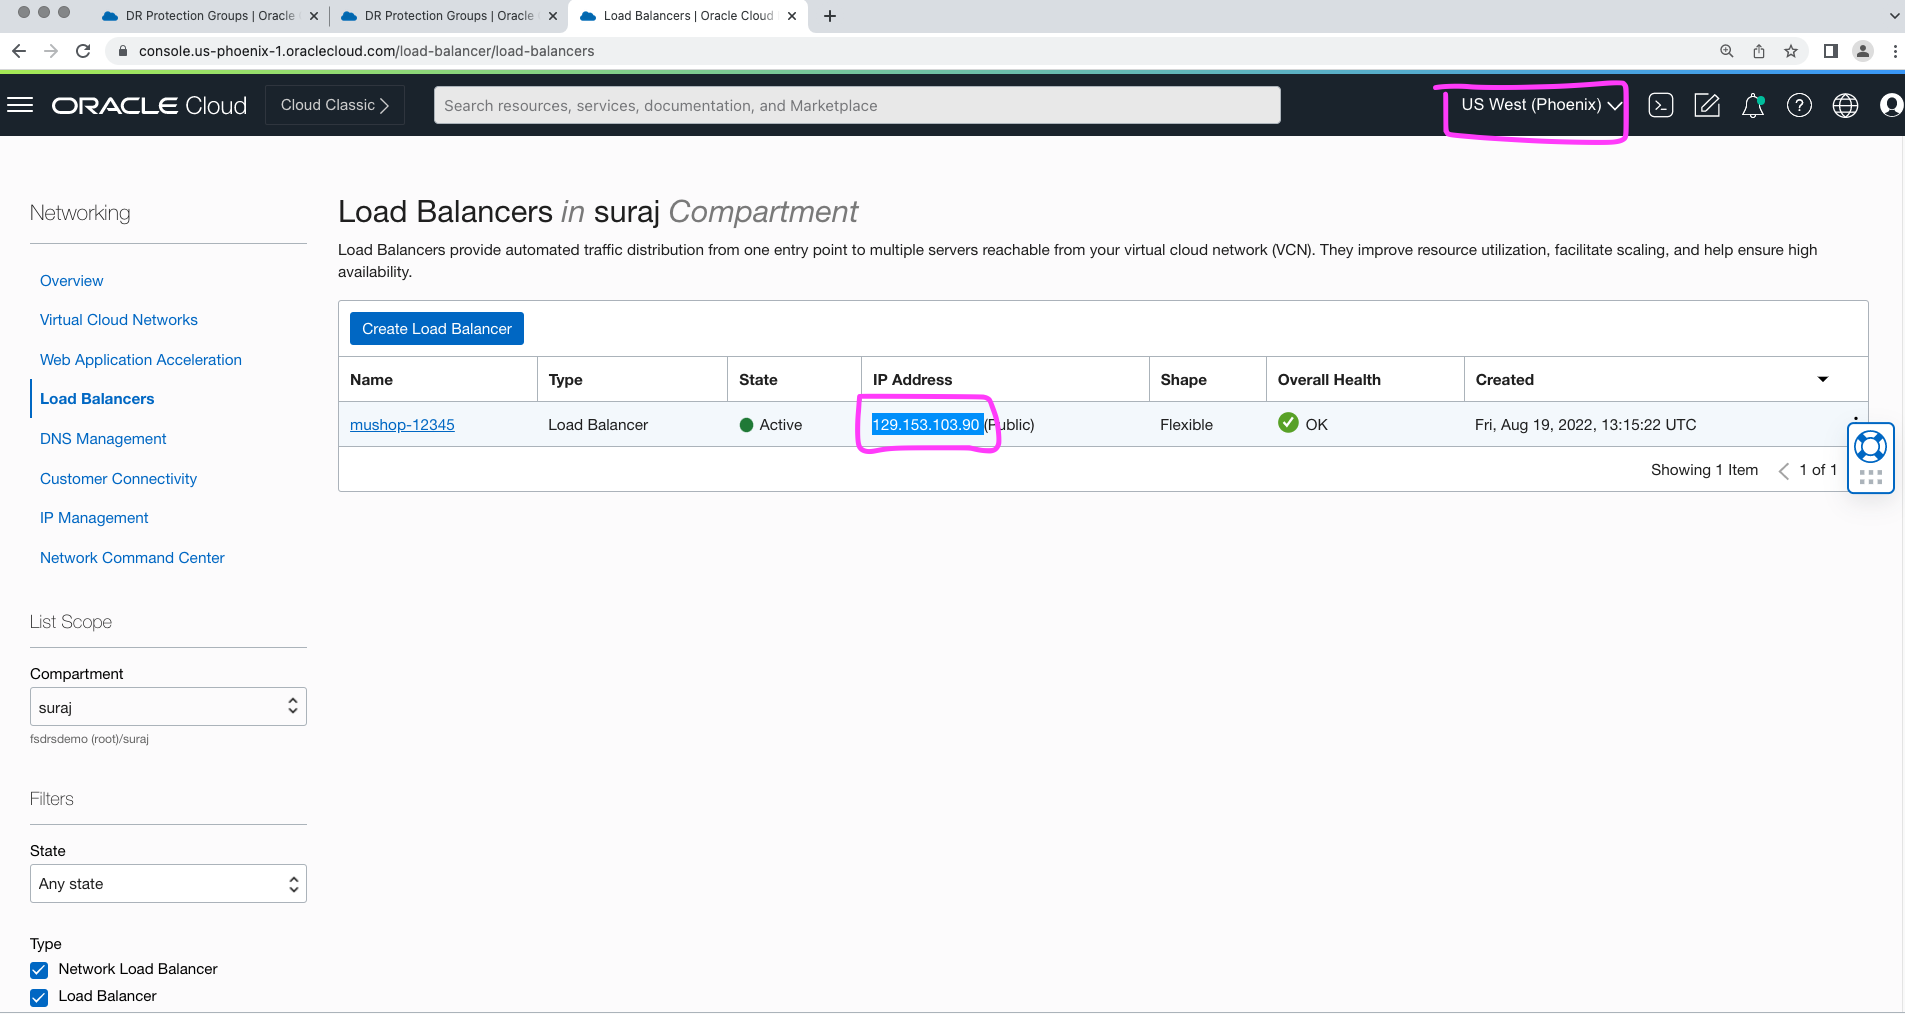 DR Protection Groups | Oracle
DR Protection Groups | Oracle
Load Balancers | Oracle Cloud
console.us-phoenix-1.oraclecloud.com/load-balancer/load-balancers
ORACLE Cloud
Cloud Classic
Search resources, services, documentation, and Marketplace
US West (Phoenix)
Networking
Overview
Virtual Cloud Networks
Web Application Acceleration
Load Balancers
DNS Management
Customer Connectivity
IP Management
Network Command Center
List Scope
Compartment
suraj
fsdrsdemo (root)/suraj
Filters
State
Any state
Type
Network Load Balancer
Load Balancer
Load Balancers in suraj Compartment
Load Balancers provide automated traffic distribution from one entry point to multiple servers reachable from your virtual cloud network (VCN). They improve resource utilization, facilitate scaling, and help ensure high
availability.
Create Load Balancer
Name Type State IP Address Shape Overall Health Created
mushop-12345 Load Balancer Active 129.153.103.90 (Public) Flexible OK Fri, Aug 19, 2022, 13:15:22 UTC
Showing 1 Item 1 of 1